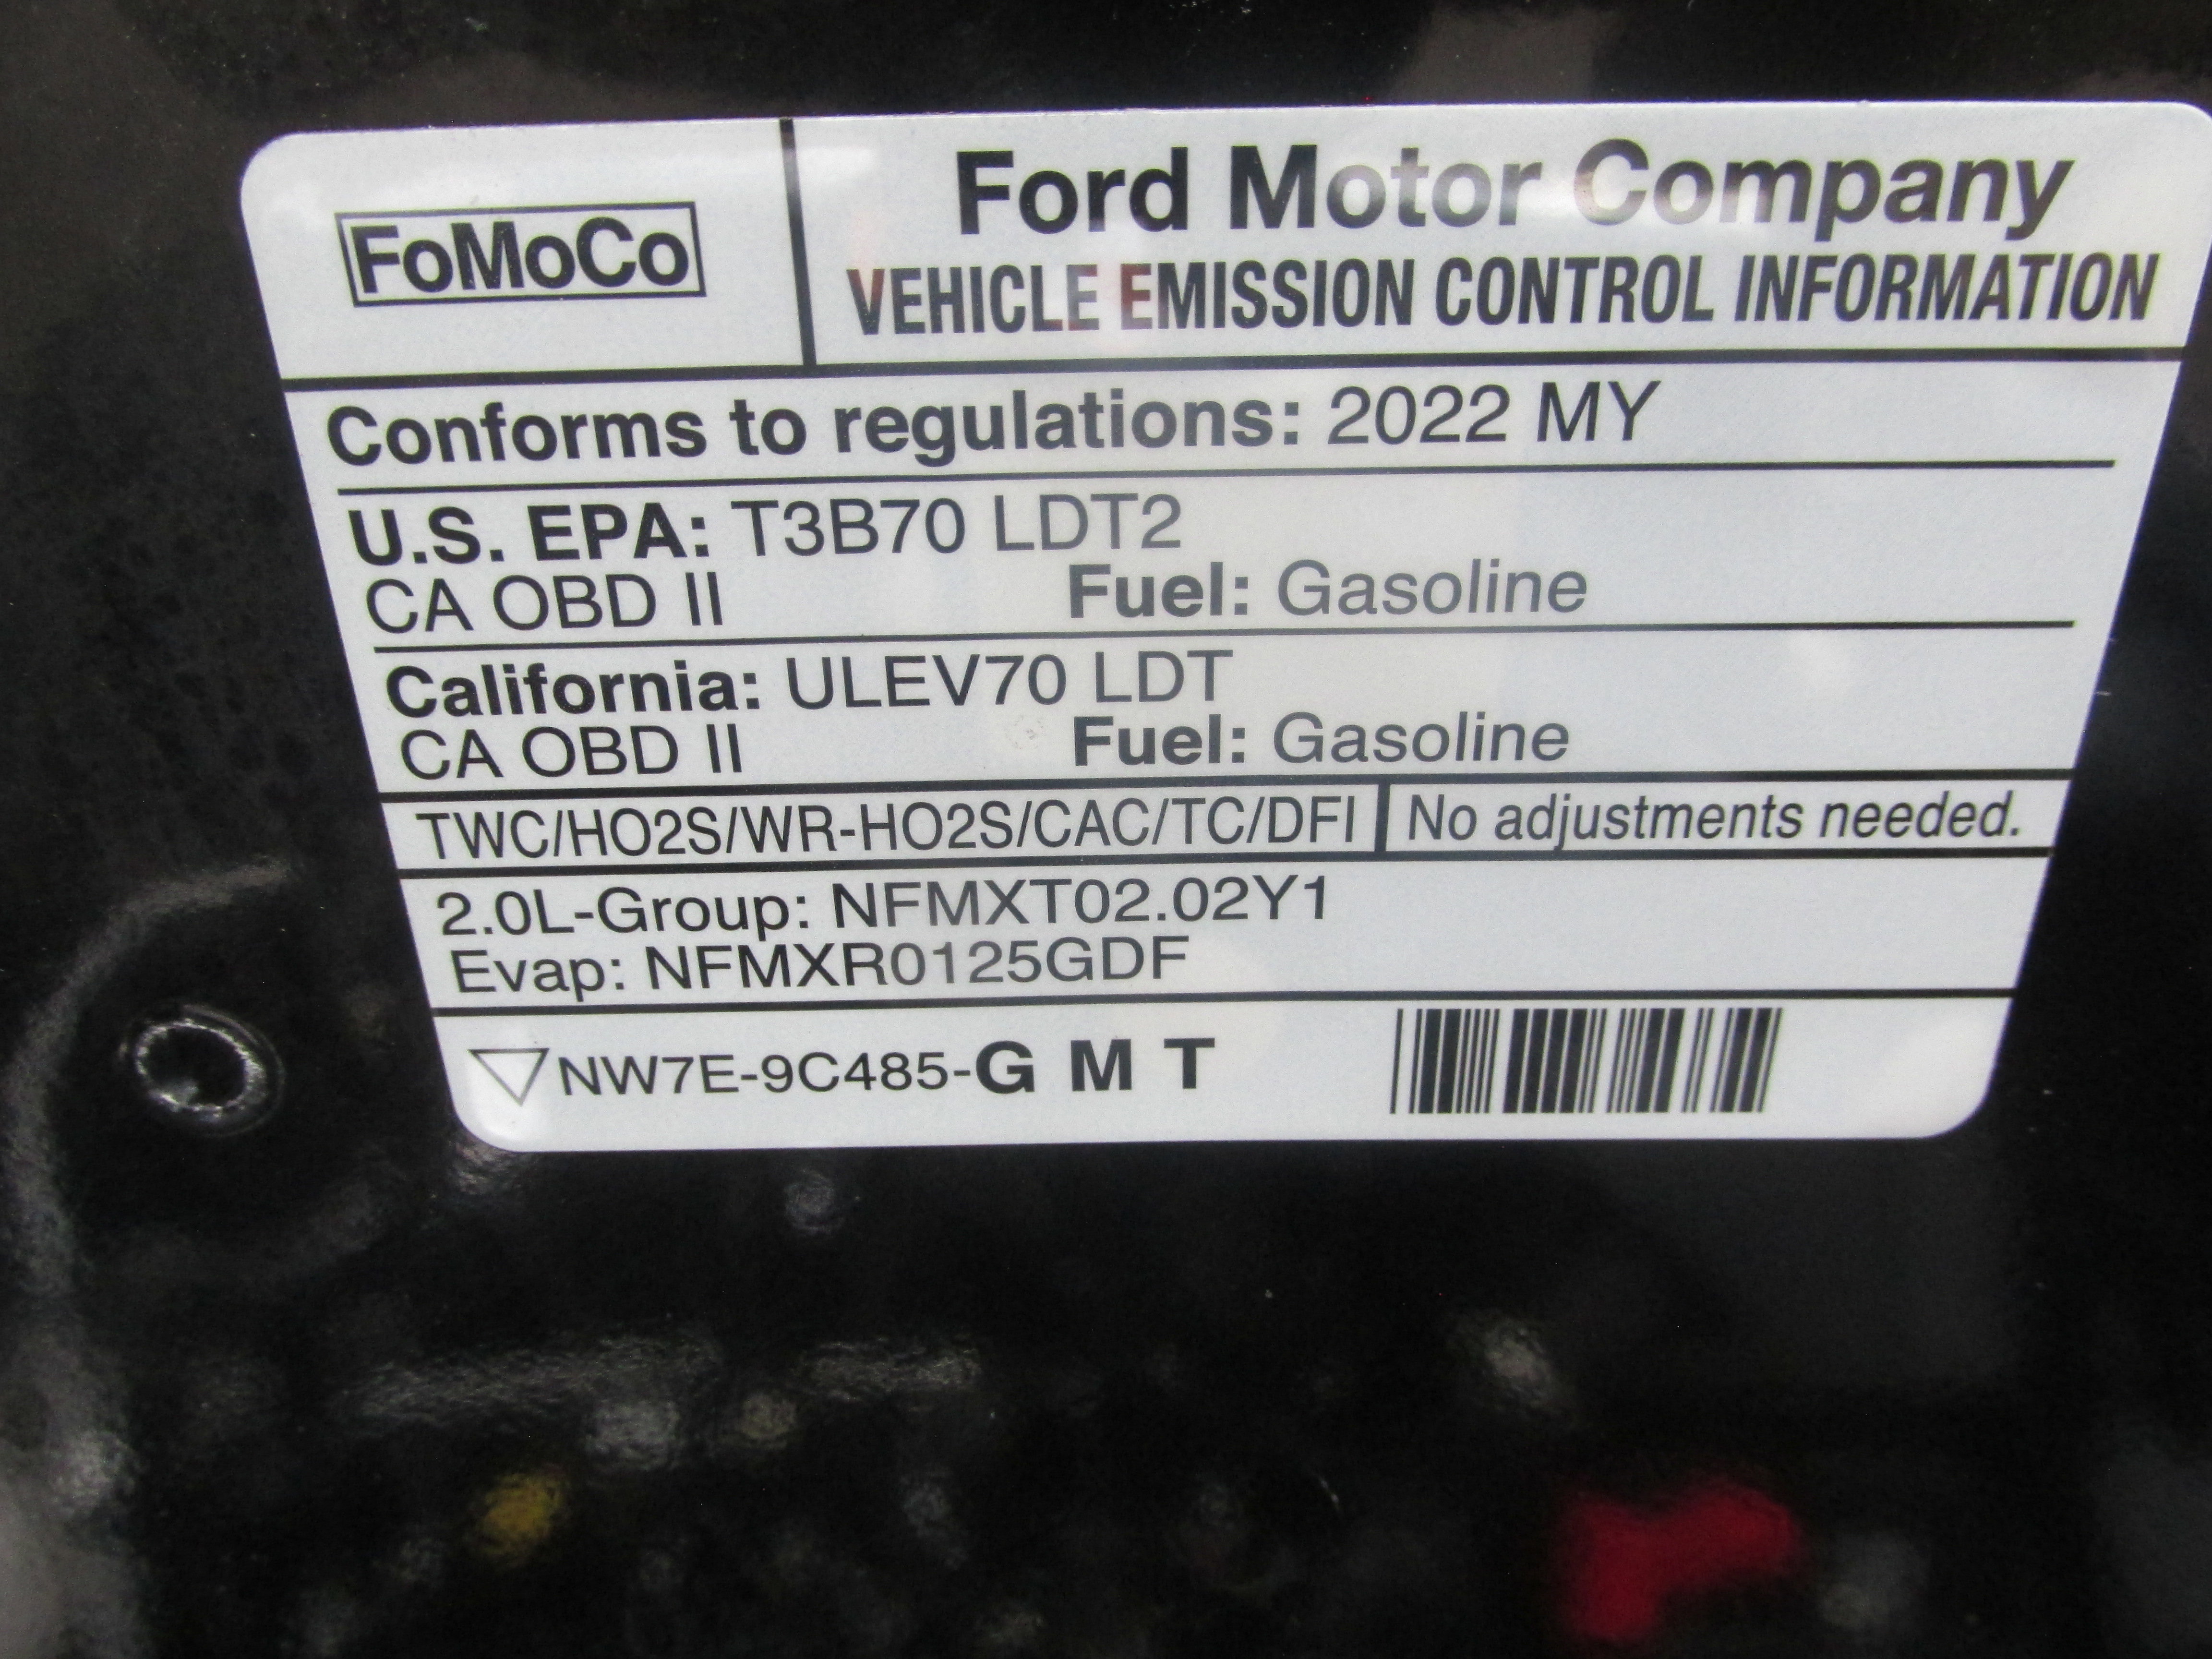 FoMoCo
Ford Motor Company
VEHICLE EMISSION CONTROL INFORMATION
Conforms to regulations: 2022 MY
U.S. EPA: T3B70 LDT2
CA OBD II Fuel: Gasoline
California: ULEV70 LDT
CA OBD II Fuel: Gasoline
TWC/HO2S/WR-HO2S/CAC/TC/DFI No adjustments needed.
2.0L-Group: NFMXT02.02Y1
Evap: NFMXR0125GDF
NW7E-9C485-G M T